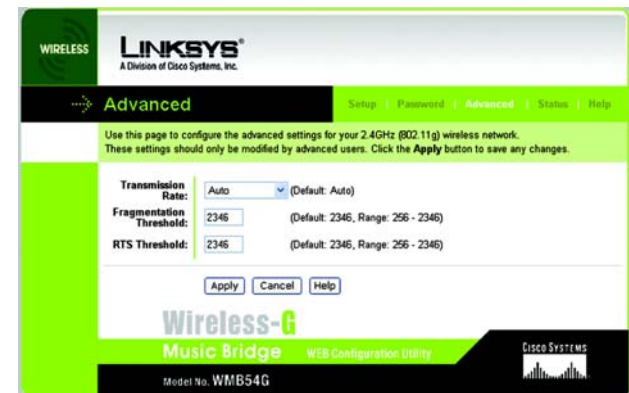 WIRELESS
LINKSYS®
A Division of Cisco Systems, Inc.
Advanced
Setup | Password | Advanced | Status | Help
Use this page to configure the advanced settings for your 2.4GHz (802.11g) wireless network.
These settings should only be modified by advanced users. Click the Apply button to save any changes.
Transmission Rate: Auto (Default: Auto)
Fragmentation Threshold: 2346 (Default: 2346, Range: 256 - 2346)
RTS Threshold: 2346 (Default: 2346, Range: 256 - 2346)
Apply Cancel Help
Wireless-G
Music Bridge WEB Configuration Utility
CISCO SYSTEMS
Model No. WMB54G